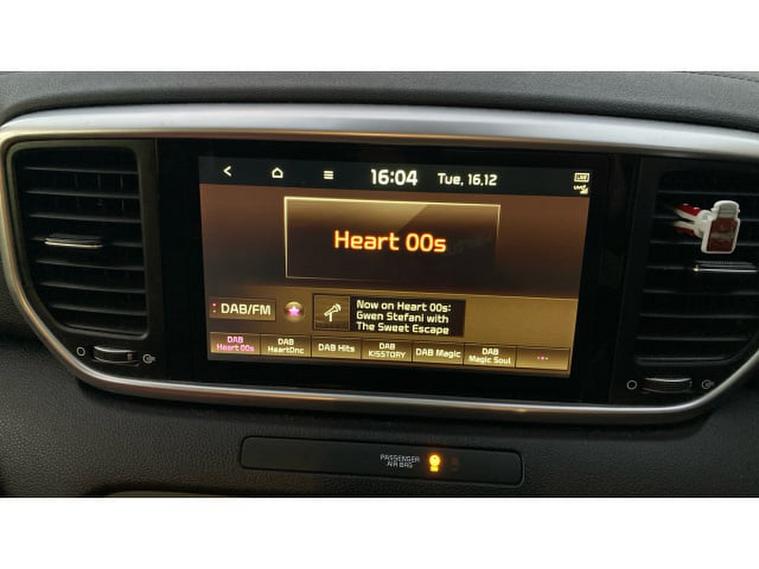 16:04 Tue, 16.12
LIVE
Heart 00s
DAB/FM
Now on Heart 00s:
Gwen Stefani with
The Sweet Escape
DAB
Heart 00s
DAB
HeartDnc
DAB Hits
DAB
KISSTORY
DAB Magic
DAB
Magic Soul
PASSENGER
AIR BAG